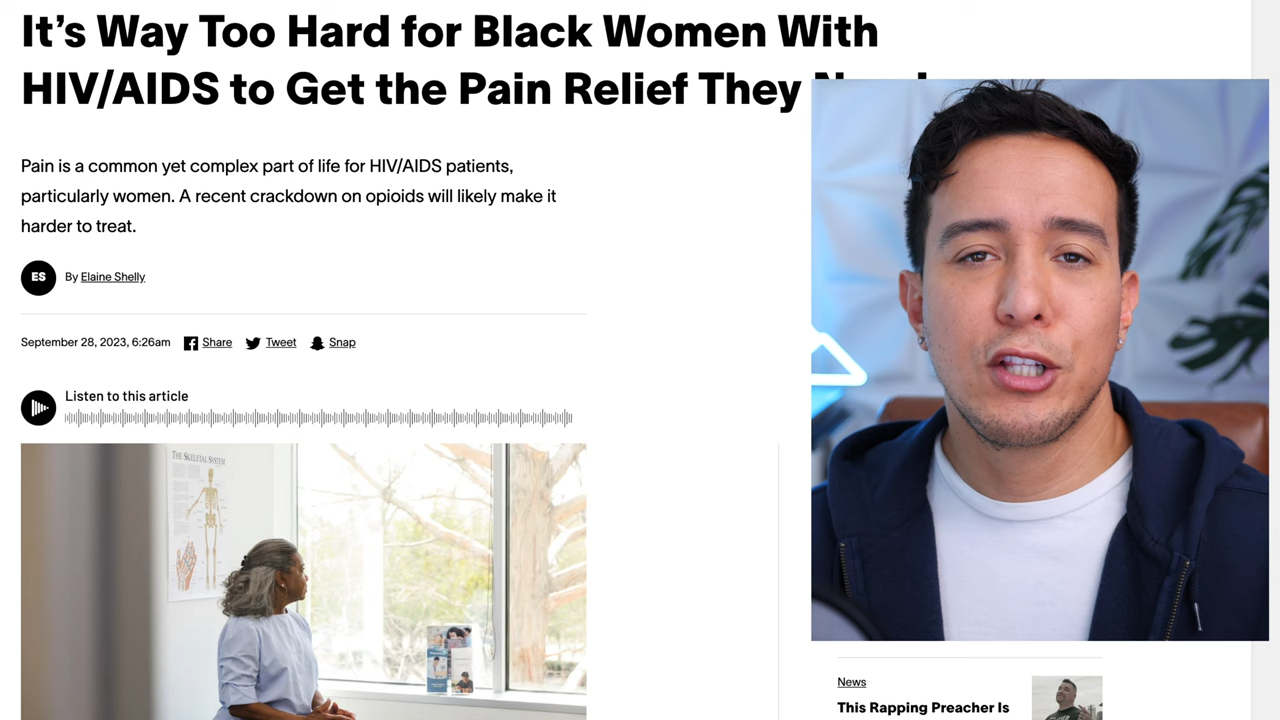 It's Way Too Hard for Black Women With
HIV/AIDS to Get the Pain Relief They
Pain is a common yet complex part of life for HIV/AIDS patients,
particularly women. A recent crackdown on opioids will likely make it
harder to treat.
ES
By Elaine Shelly
September 28, 2023, 6:26am
Share
Tweet
Snap
Listen to this article
THE SKELETAL SYSTEM
News
This Rapping Preacher Is